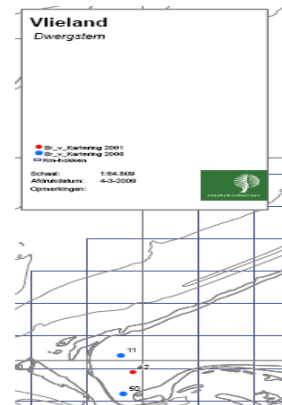 Vlieland
Dwergstern
Br_v_Kartering 2001
Br_v_Kartering 2006
Km-hokken
Schaal: 1:64.809
Afdrukdatum: 4-3-2009
Opmerkingen:
11
42
50